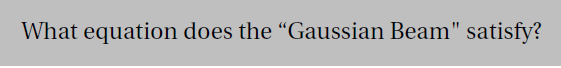 What equation does the “Gaussian Beam" satisfy?